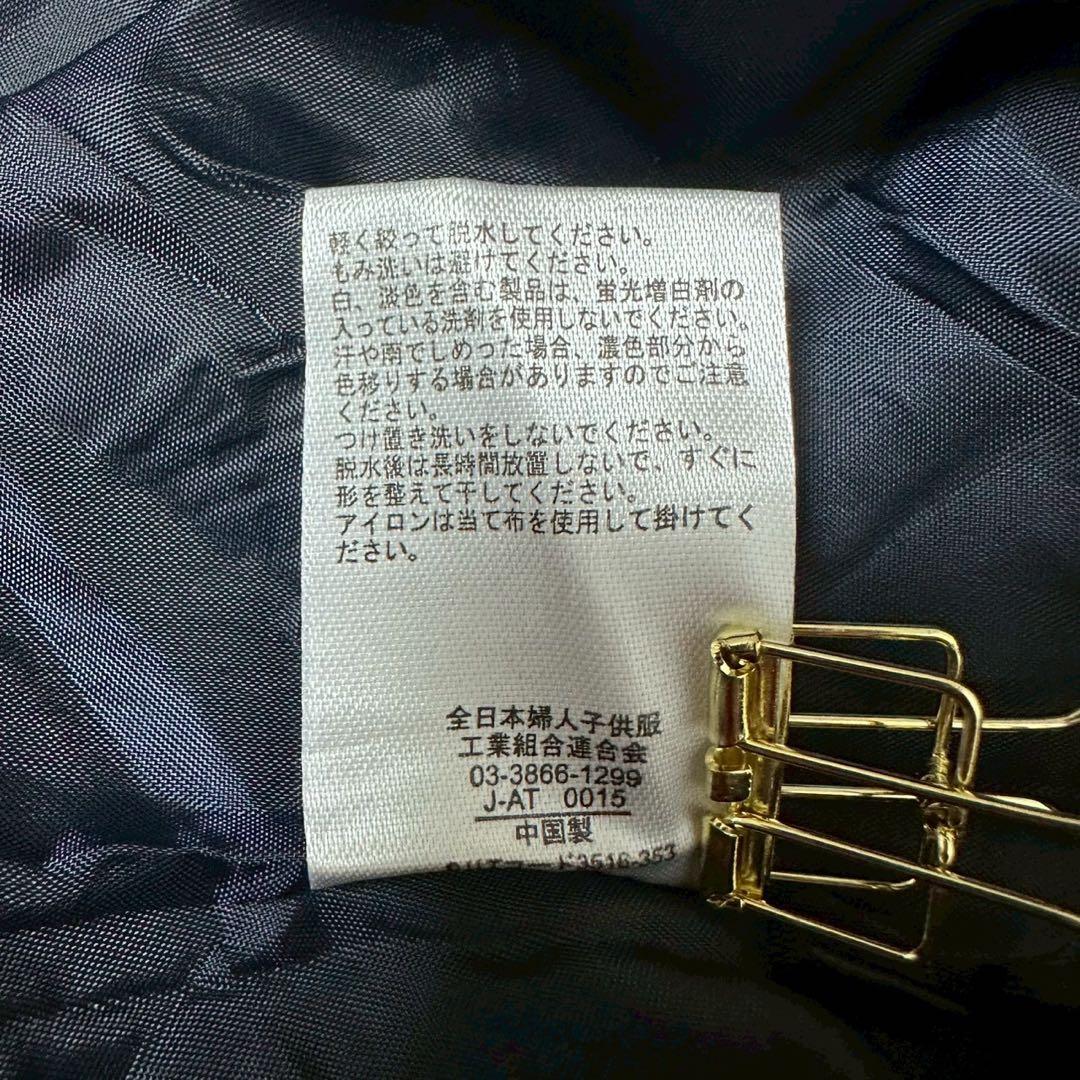 軽く絞って脱水してください。
もみ洗いは避けてください。
白、淡色を含む製品は、蛍光増白剤の
入っている洗剤を使用しないでください。
汗や雨でしめった場合、濃色部分から
色移りする場合がありますのでご注意
ください。
つけ置き洗いをしないでください。
脱水後は長時間放置しないで、すぐに
形を整えて干してください。
アイロンは当て布を使用して掛けてく
ださい。
全日本婦人子供服
工業組合連合会
03-3866-1299
J-AT 0015
中国製
3516-353